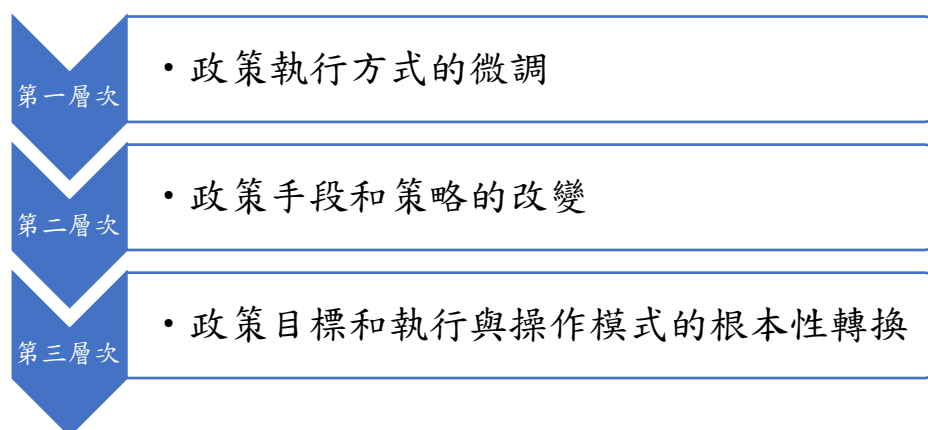 第一層次
•政策執行方式的微調
第二層次
•政策手段和策略的改變
第三層次
•政策目標和執行與操作模式的根本性轉換